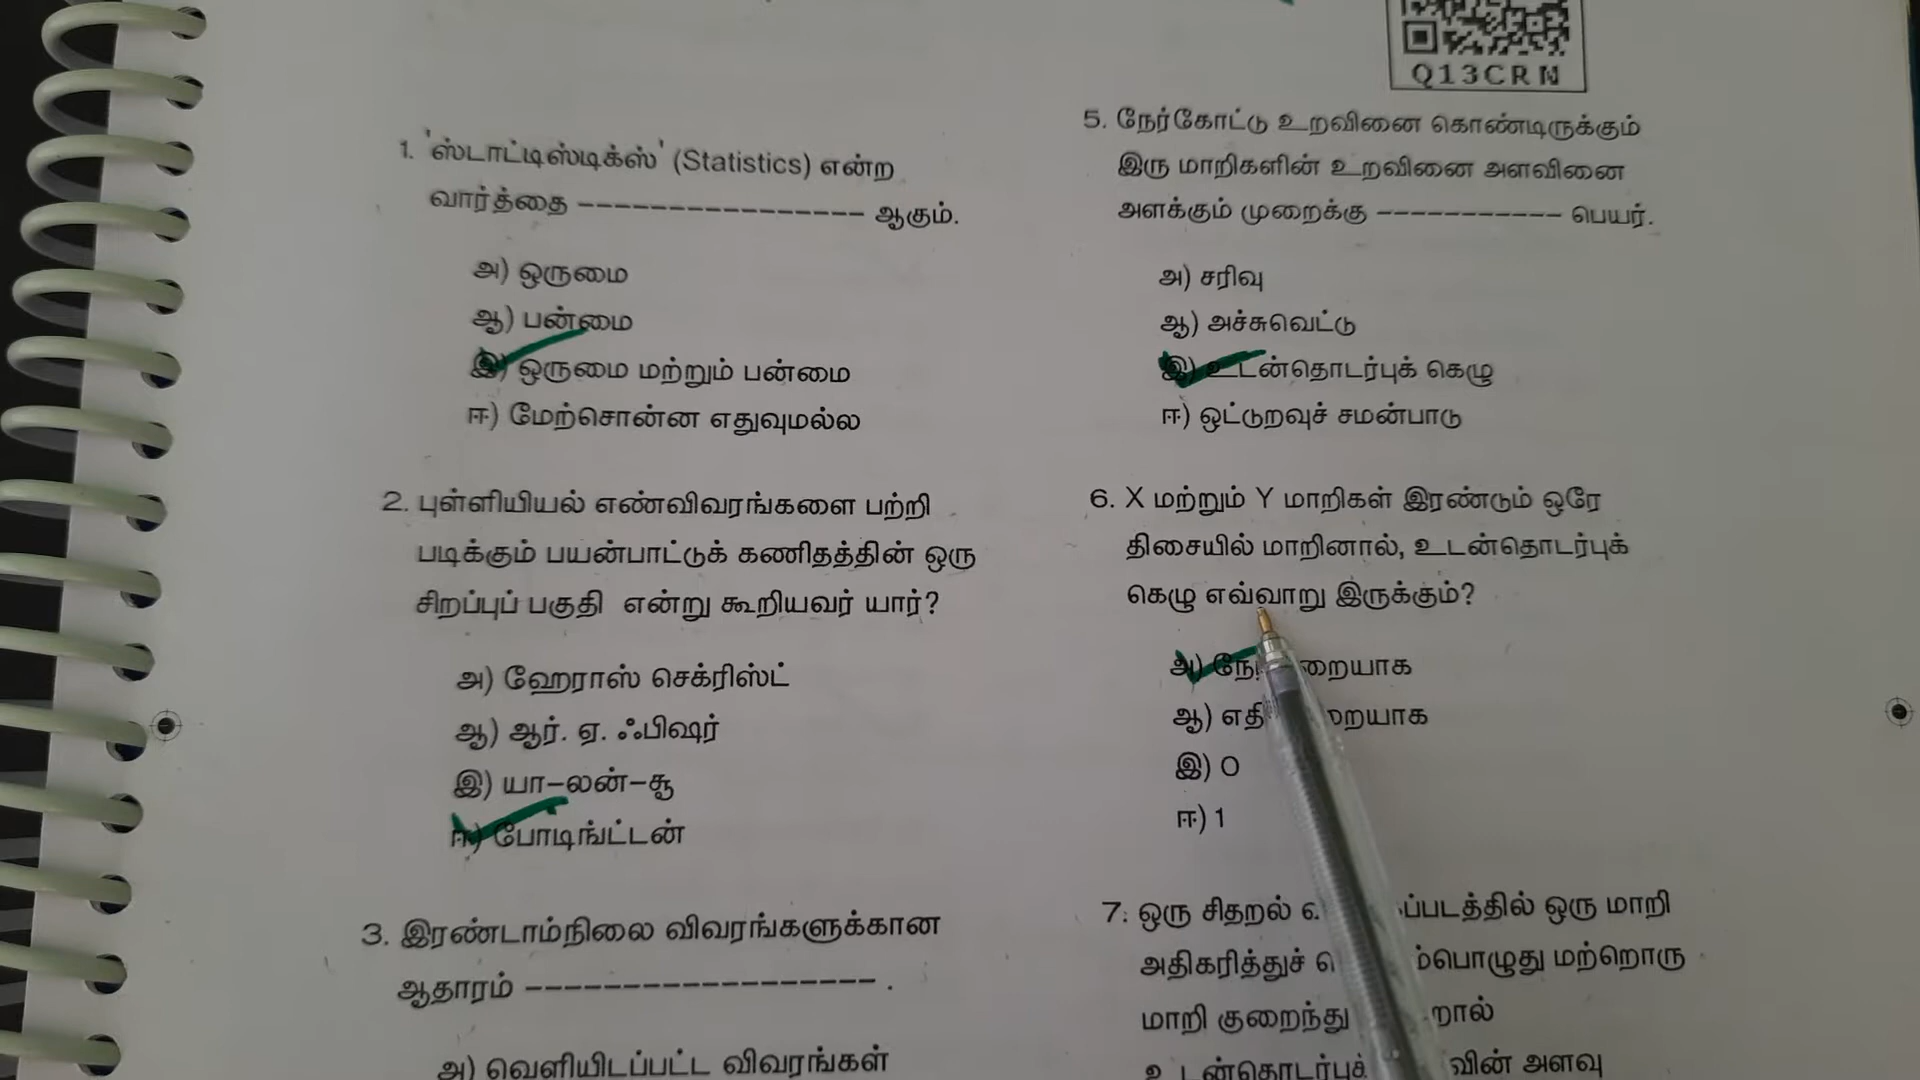 Q13CRN
1. 'ஸ்டாட்டிஸ்டிக்ஸ்' (Statistics) என்ற
வார்த்தை ---------------- ஆகும்.
அ) ஒருமை
ஆ) பன்மை
இ) ஒருமை மற்றும் பன்மை
ஈ) மேற்சொன்ன எதுவுமல்ல
2. புள்ளியியல் எண்விவரங்களை பற்றி
படிக்கும் பயன்பாட்டுக் கணிதத்தின் ஒரு
சிறப்புப் பகுதி என்று கூறியவர் யார்?
அ) ஹோராஸ் செக்ரிஸ்ட்
ஆ) ஆர். ஏ. ஃபிஷர்
இ) யா-லன்-சூ
ஈ) போடிங்ட்டன்
3. இரண்டாம்நிலை விவரங்களுக்கான
ஆதாரம் ------------------ .
அ) வெளியிடப்பட்ட விவரங்கள்
5. நேர்கோட்டு உறவினை கொண்டிருக்கும்
இரு மாறிகளின் உறவினை அளவினை
அளக்கும் முறைக்கு ------------ பெயர்.
அ) சரிவு
ஆ) அச்சுவெட்டு
இ) உடன்தொடர்புக் கெழு
ஈ) ஒட்டுறவுச் சமன்பாடு
6. X மற்றும் Y மாறிகள் இரண்டும் ஒரே
திசையில் மாறினால், உடன்தொடர்புக்
கெழு எவ்வாறு இருக்கும்?
அ)
ஆ)
இ) 0
ஈ) 1
7. ஒரு சிதறல் ஒரு மாறி
அதிகரித்துச் மற்றொரு
மாறி குறைந்து
அளவு